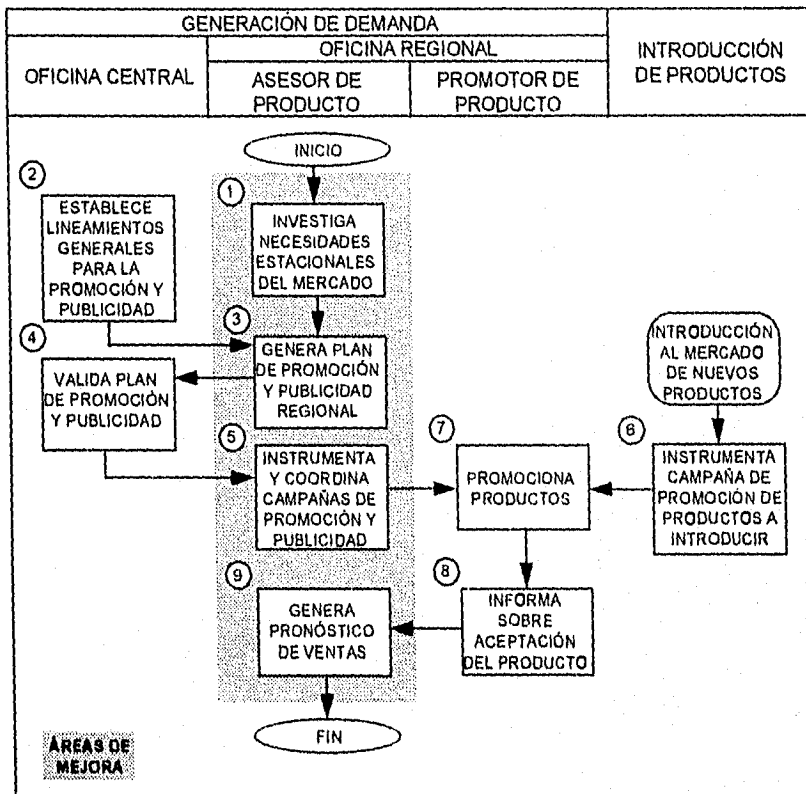 GENERACIÓN DE DEMANDA
OFICINA REGIONAL
INTRODUCCIÓN
DE PRODUCTOS
OFICINA CENTRAL
ASESOR DE
PRODUCTO
PROMOTOR DE
PRODUCTO
INICIO
2
ESTABLECE
LINEAMIENTOS
GENERALES
PARA LA
PROMOCIÓN Y
PUBLICIDAD
1
INVESTIGA
NECESIDADES
ESTACIONALES
DEL MERCADO
3
GENERA PLAN
DE PROMOCIÓN
Y PUBLICIDAD
REGIONAL
INTRODUCCIÓN
AL MERCADO
DE NUEVOS
PRODUCTOS
4
VALIDA PLAN
DE PROMOCIÓN
Y PUBLICIDAD
5
INSTRUMENTA
Y COORDINA
CAMPAÑAS DE
PROMOCIÓN Y
PUBLICIDAD
7
PROMOCIONA
PRODUCTOS
6
INSTRUMENTA
CAMPAÑA DE
PROMOCIÓN DE
PRODUCTOS A
INTRODUCIR
9
GENERA
PRONÓSTICO
DE VENTAS
8
INFORMA
SOBRE
ACEPTACIÓN
DEL PRODUCTO
FIN
ÁREAS DE
MEJORA